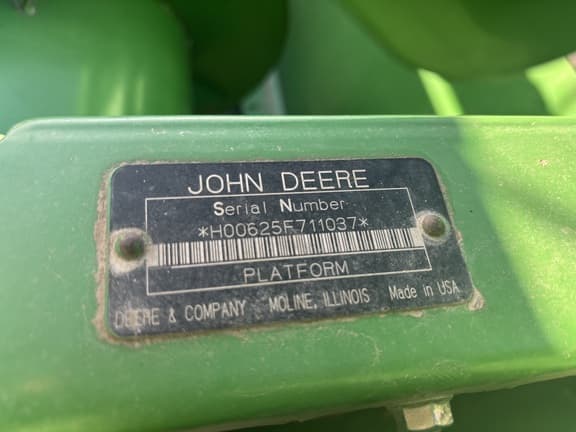 JOHN DEERE
Serial Number
*H00625F711037*
PLATFORM
DEERE & COMPANY MOLINE, ILLINOIS Made in USA